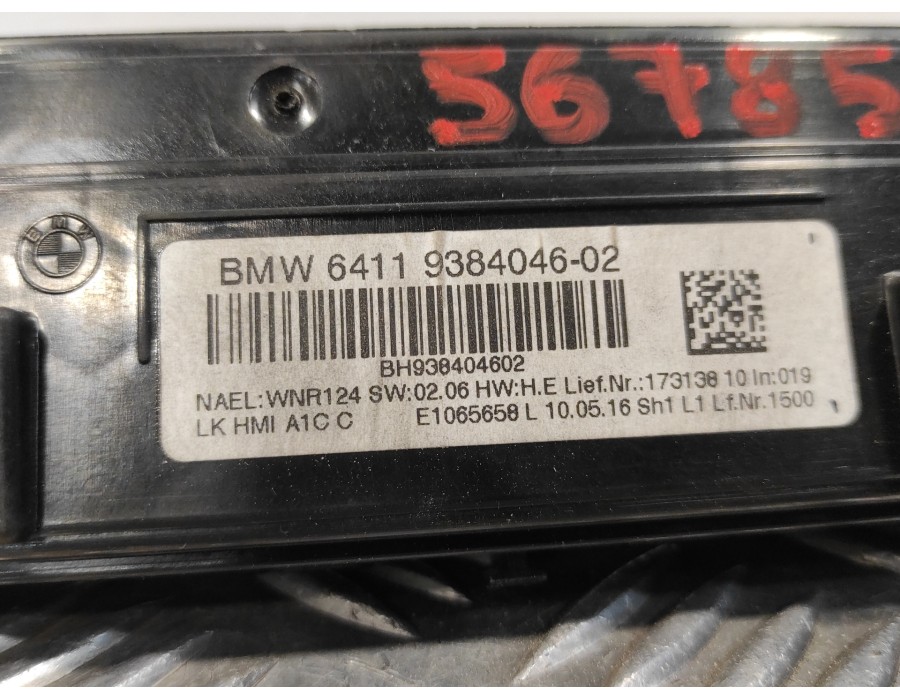 56785
BMW
BMW 6411 9384046-02
BH938404602
NAEL:WNR124 SW:02.06 HW:H.E Lief.Nr.:173138 10 In:019
LK HMI A1C C E1065658 L 10.05.16 Sh1 L1 Lf.Nr.1500